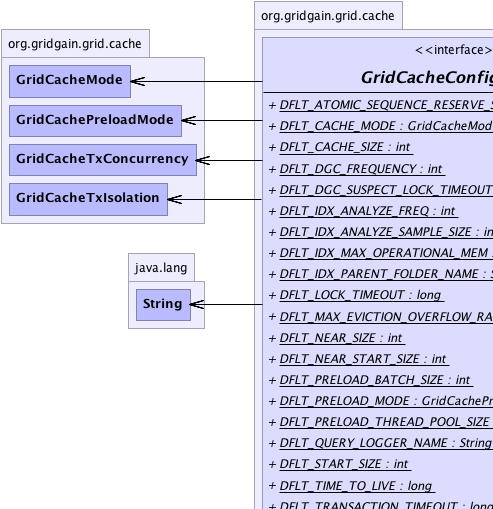 org.gridgain.grid.cache
GridCacheMode
GridCachePreloadMode
GridCacheTxConcurrency
GridCacheTxIsolation
java.lang
String
org.gridgain.grid.cache
<<interface>
GridCacheConfig
+ DFLT_ATOMIC_SEQUENCE_RESERVE_S
+ DFLT_CACHE_MODE : GridCacheMod
+ DFLT_CACHE_SIZE : int
+ DFLT_DGC_FREQUENCY : int
+ DFLT_DGC_SUSPECT_LOCK_TIMEOUT
+ DFLT_IDX_ANALYZE_FREQ : int
+ DFLT_IDX_ANALYZE_SAMPLE_SIZE : in
+ DFLT_IDX_MAX_OPERATIONAL_MEM :
+ DFLT_IDX_PARENT_FOLDER_NAME : S
+ DFLT_LOCK_TIMEOUT : long
+ DFLT_MAX_EVICTION_OVERFLOW_RA
+ DFLT_NEAR_SIZE : int
+ DFLT_NEAR_START_SIZE : int
+ DFLT_PRELOAD_BATCH_SIZE : int
+ DFLT_PRELOAD_MODE : GridCachePr
+ DFLT_PRELOAD_THREAD_POOL_SIZE
+ DFLT_QUERY_LOGGER_NAME : String
+ DFLT_START_SIZE : int
+ DFLT_TIME_TO_LIVE : long
+ DFLT_TRANSACTION_TIMEOUT : long